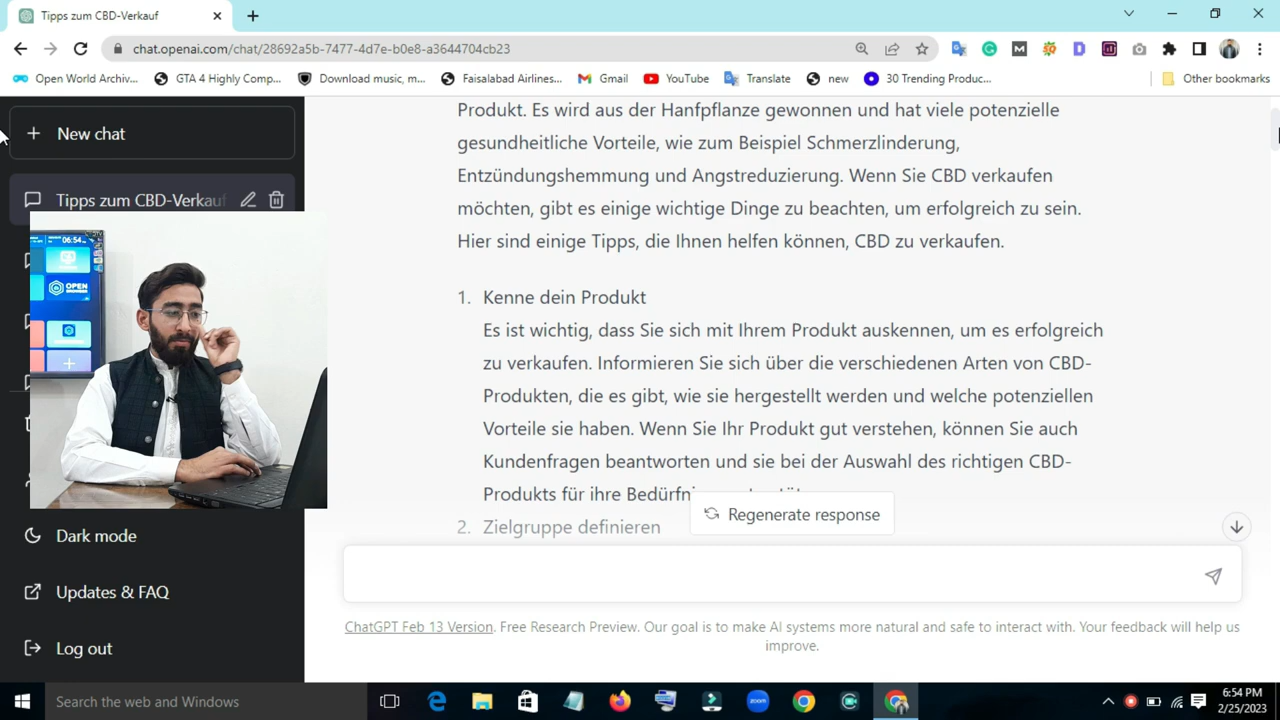 Tipps zum CBD-Verkauf
chat.openai.com/chat/28692a5b-7477-4d7e-b0e8-a3644704cb23
Open World Archiv...
GTA 4 Highly Comp...
Download music, m...
Faisalabad Airlines...
Gmail
YouTube
Translate
new
30 Trending Produc...
Other bookmarks
New chat
Tipps zum CBD-Verkauf
06:54
OPEN
Dark mode
Updates & FAQ
Log out
Produkt. Es wird aus der Hanfpflanze gewonnen und hat viele potenzielle
gesundheitliche Vorteile, wie zum Beispiel Schmerzlinderung,
Entzündungshemmung und Angstreduzierung. Wenn Sie CBD verkaufen
möchten, gibt es einige wichtige Dinge zu beachten, um erfolgreich zu sein.
Hier sind einige Tipps, die Ihnen helfen können, CBD zu verkaufen.
1. Kenne dein Produkt
Es ist wichtig, dass Sie sich mit Ihrem Produkt auskennen, um es erfolgreich
zu verkaufen. Informieren Sie sich über die verschiedenen Arten von CBD-
Produkten, die es gibt, wie sie hergestellt werden und welche potenziellen
Vorteile sie haben. Wenn Sie Ihr Produkt gut verstehen, können Sie auch
Kundenfragen beantworten und sie bei der Auswahl des richtigen CBD-
Produkts für ihre
2. Zielgruppe definieren
Regenerate response
ChatGPT Feb 13 Version. Free Research Preview. Our goal is to make AI systems more natural and safe to interact with. Your feedback will help us
improve.
Search the web and Windows
zoom
6:54 PM
2/25/2023